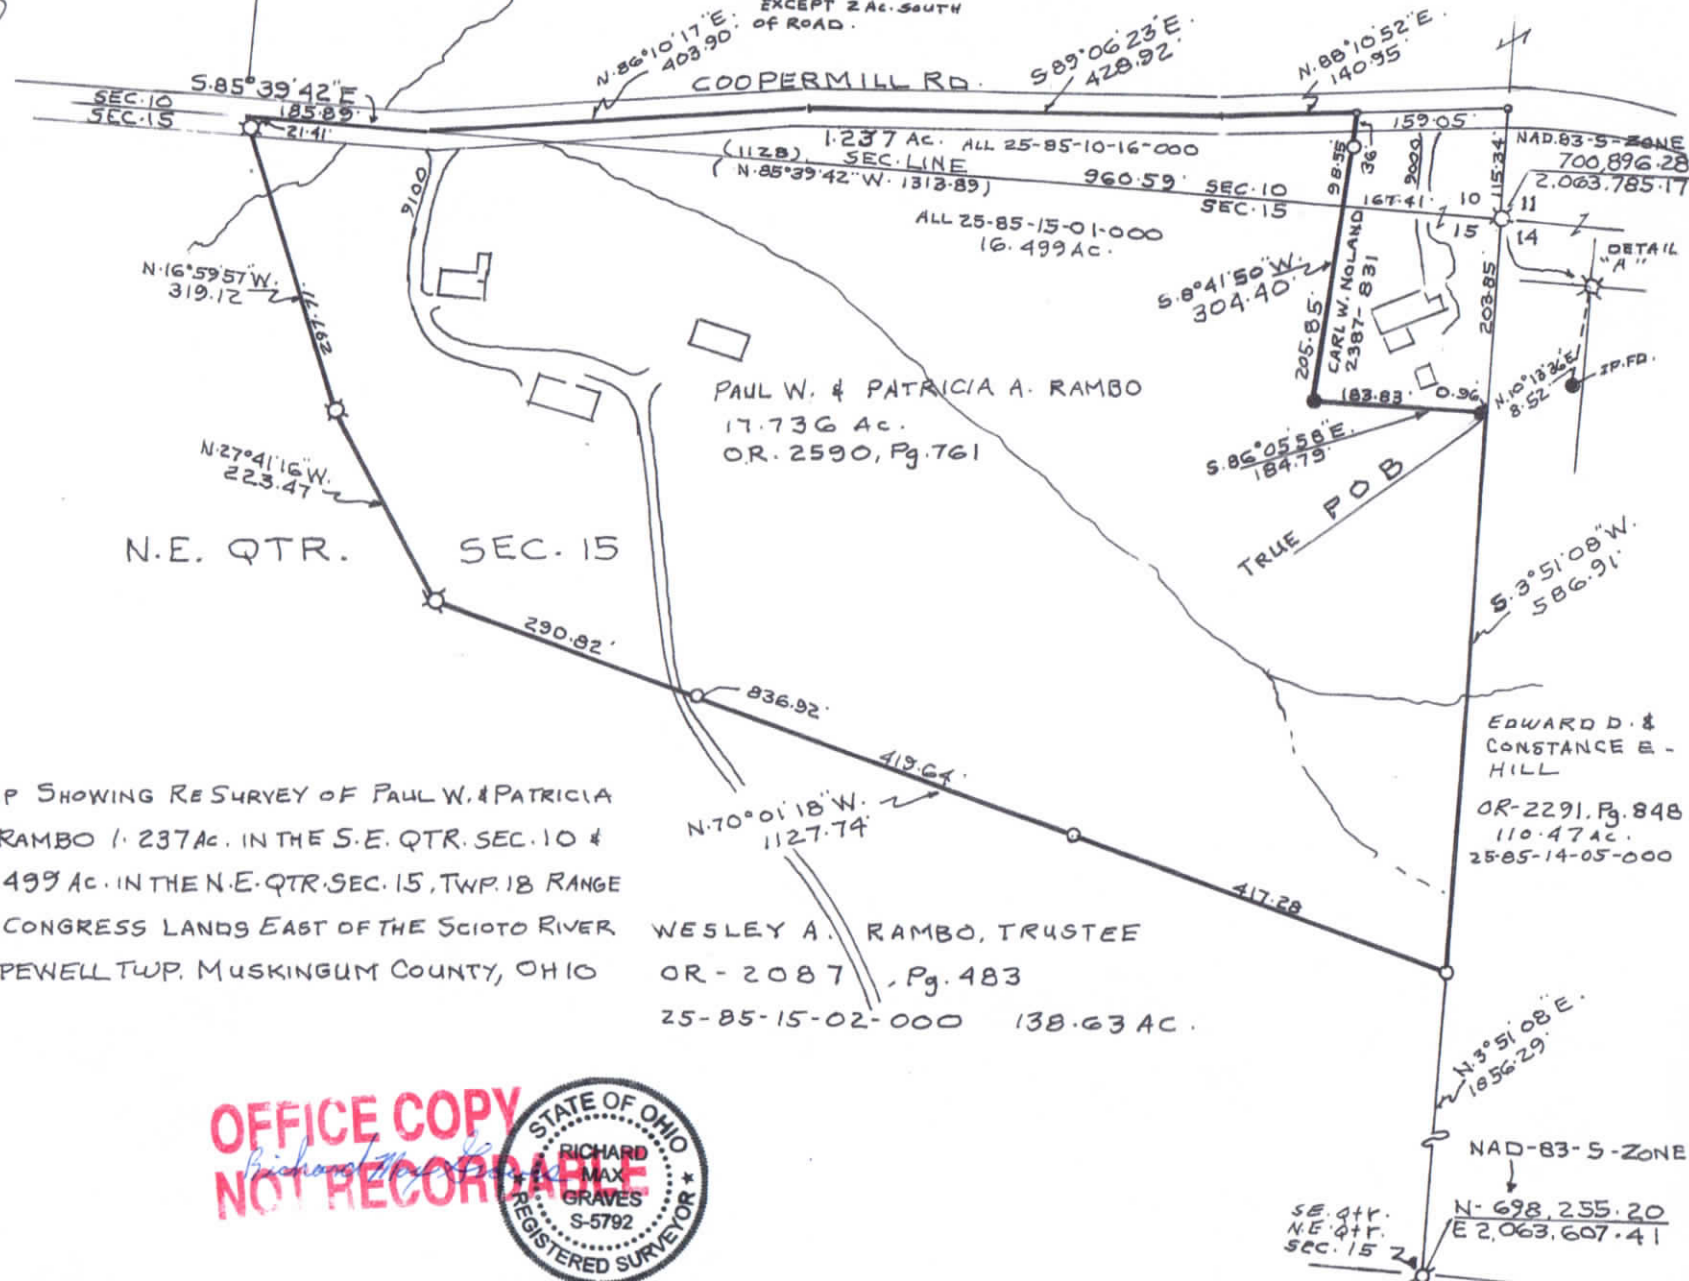 EXCEPT 2 AC. SOUTH
OF ROAD.
N.86°10'17"E.
403.90
S.85°39'42"E
185.89
21.41
SEC.10
SEC.15
COOPERMILL RD.
S89°06'23"E.
428.92'
N.88°10'52"E.
140.95'
159.05'
1.237 AC. ALL 25-85-10-16-000
(1128) SEC. LINE
(N.85°39'42"W. 1313.89)
960.59'
SEC.10
SEC.15
ALL 25-85-15-01-000
16.499 AC.
98.55
36
9000
115.34
167.41'
10
11
15
14
NAD.83-S-ZONE
700,896.28
2.063.785.17
DETAIL
"A"
9100
N.16°59'57"W.
319.12
297.71
S.8°41'50"W.
304.40'
205.85
CARL W. NOLAND
2387-831
203.85
183.83'
0.96'
N.10°13'36"E
8.52'
IP.FD.
S.86°05'58"E.
184.79'
TRUE POB
PAUL W. & PATRICIA A. RAMBO
17.736 AC.
O.R. 2590, Pg.761
N.27°41'16"W.
223.47
N.E. QTR. SEC. 15
S.3°51'08"W.
586.91'
290.82'
836.92'
419.64'
N.70°01'18"W.
1127.74'
417.28
EDWARD D. &
CONSTANCE E-
HILL
OR-2291, Pg.848
110.47 AC.
25-85-14-05-000
P SHOWING RESURVEY OF PAUL W. & PATRICIA
RAMBO 1.237 AC. IN THE S.E. QTR. SEC.10 &
499 AC. IN THE N.E. QTR. SEC. 15, TWP. 18 RANGE
CONGRESS LANDS EAST OF THE SCIOTO RIVER
PEWELL TWP. MUSKINGUM COUNTY, OHIO
WESLEY A. RAMBO, TRUSTEE
OR-2087, Pg. 483
25-85-15-02-000 138.63 AC.
N.3°51'08"E.
1856.29'
NAD-83-S-ZONE
N-698,255.20
E 2,063,607.41
SE.qtr.
N.E.qtr.
SEC.15
OFFICE COPY
NOT RECORDABLE
Richard Max Graves
STATE OF OHIO
RICHARD
MAX
GRAVES
S-5792
REGISTERED SURVEYOR